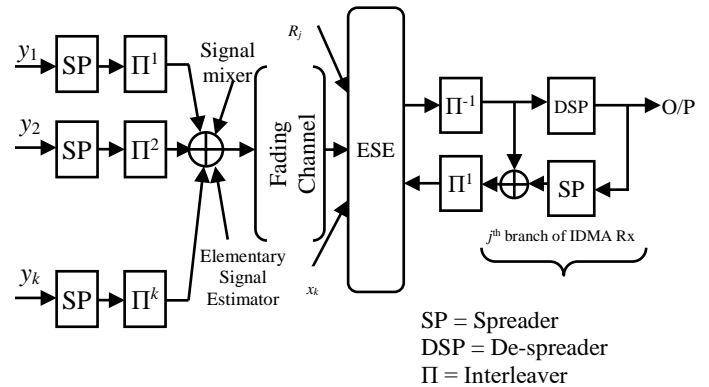 y1
SP
Π1
y2
SP
Π2
yk
SP
Πk
Signal
mixer
Elementary
Signal
Estimator
Fading
Channel
Rj
xk
ESE
Π-1
DSP
O/P
Π1
SP
jth branch of IDMA Rx
SP = Spreader
DSP = De-spreader
Π = Interleaver